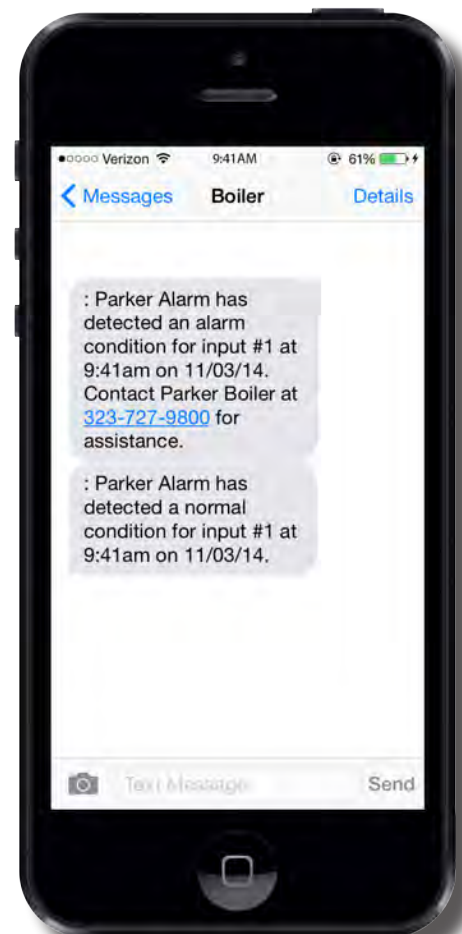 Verizon 9:41AM 61%
Messages Boiler Details
: Parker Alarm has
detected an alarm
condition for input #1 at
9:41am on 11/03/14.
Contact Parker Boiler at
323-727-9800 for
assistance.
: Parker Alarm has
detected a normal
condition for input #1 at
9:41am on 11/03/14.
Text Message Send